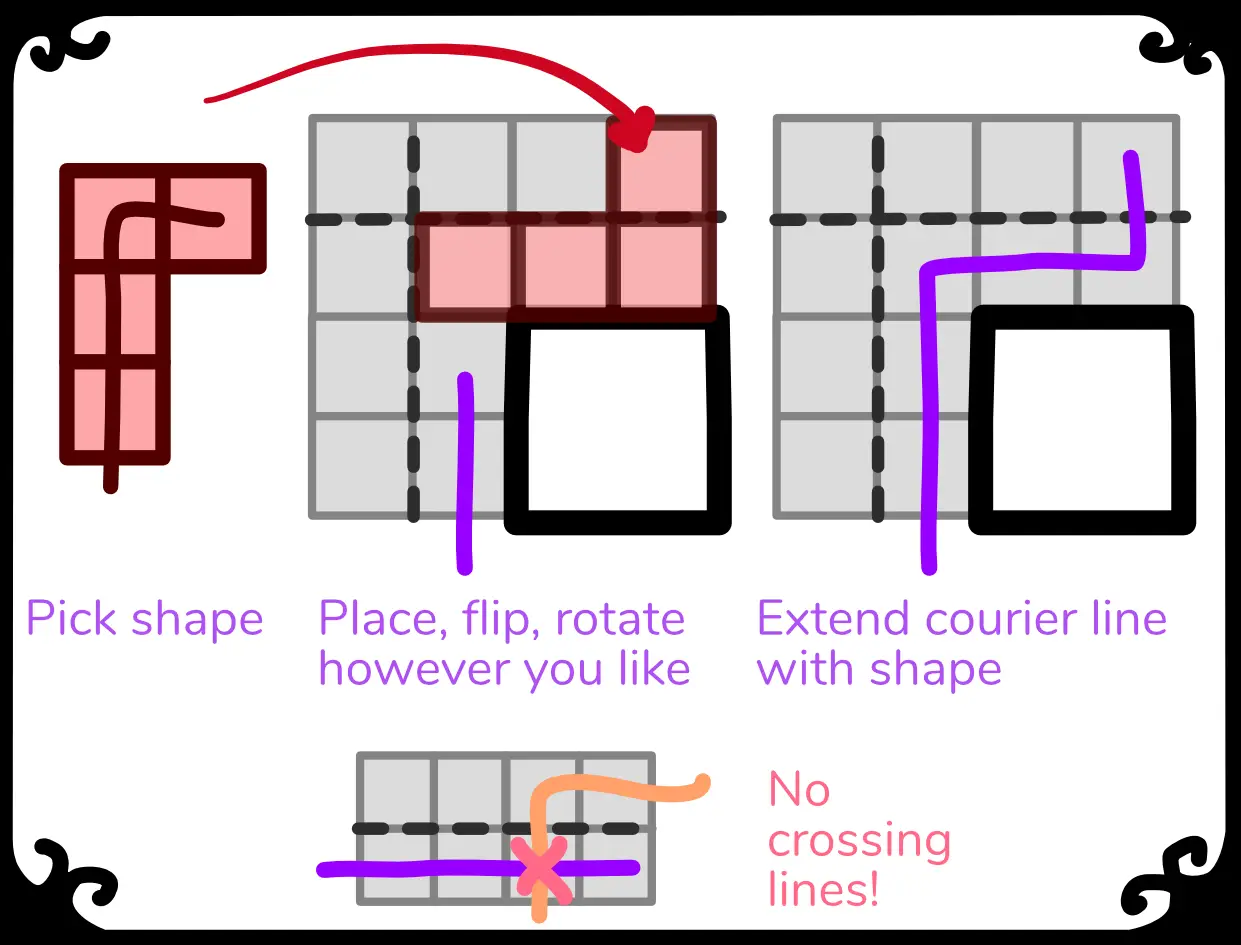 Pick shape
Place, flip, rotate
however you like
Extend courier line
with shape
No
crossing
lines!